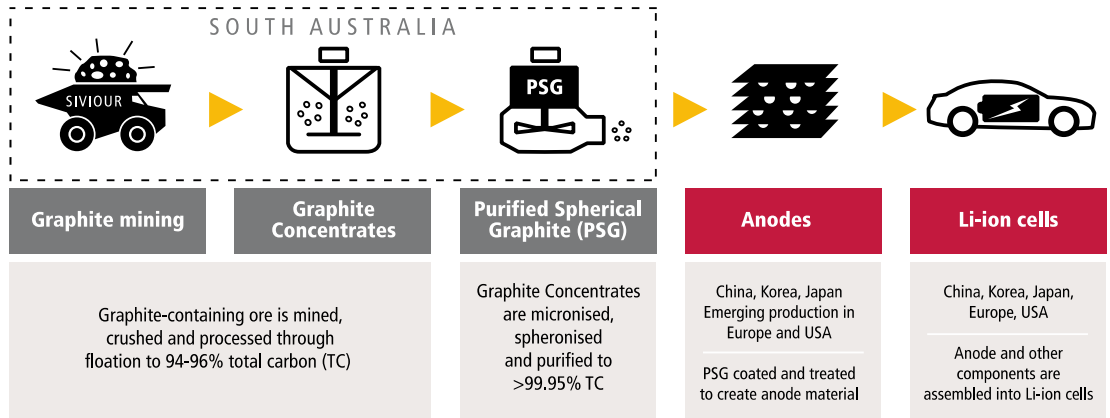 SOUTH AUSTRALIA
SIVIOUR
PSG
Graphite mining
Graphite
Concentrates
Purified Spherical
Graphite (PSG)
Anodes
Li-ion cells
Graphite-containing ore is mined,
crushed and processed through
floation to 94-96% total carbon (TC)
Graphite Concentrates
are micronised,
spheronised
and purified to
>99.95% TC
China, Korea, Japan
Emerging production in
Europe and USA
PSG coated and treated
to create anode material
China, Korea, Japan,
Europe, USA
Anode and other
components are
assembled into Li-ion cells